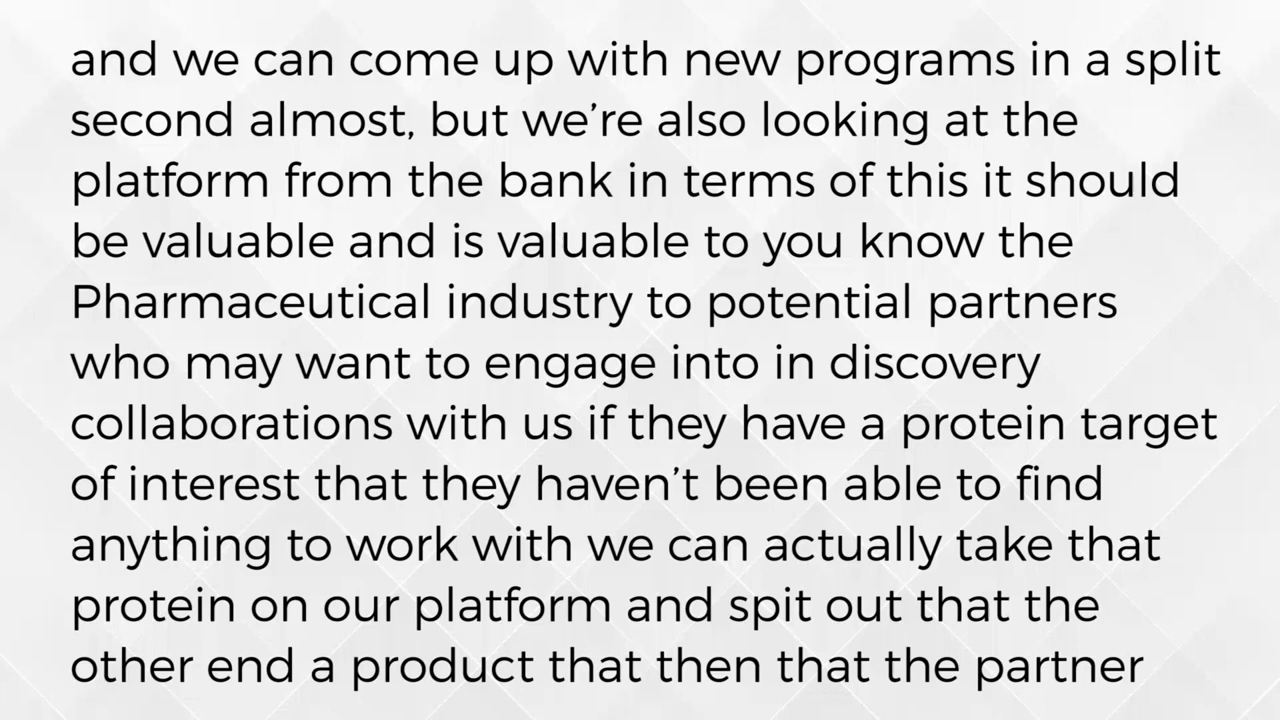 and we can come up with new programs in a split
second almost, but we’re also looking at the
platform from the bank in terms of this it should
be valuable and is valuable to you know the
Pharmaceutical industry to potential partners
who may want to engage into in discovery
collaborations with us if they have a protein target
of interest that they haven’t been able to find
anything to work with we can actually take that
protein on our platform and spit out that the
other end a product that then that the partner